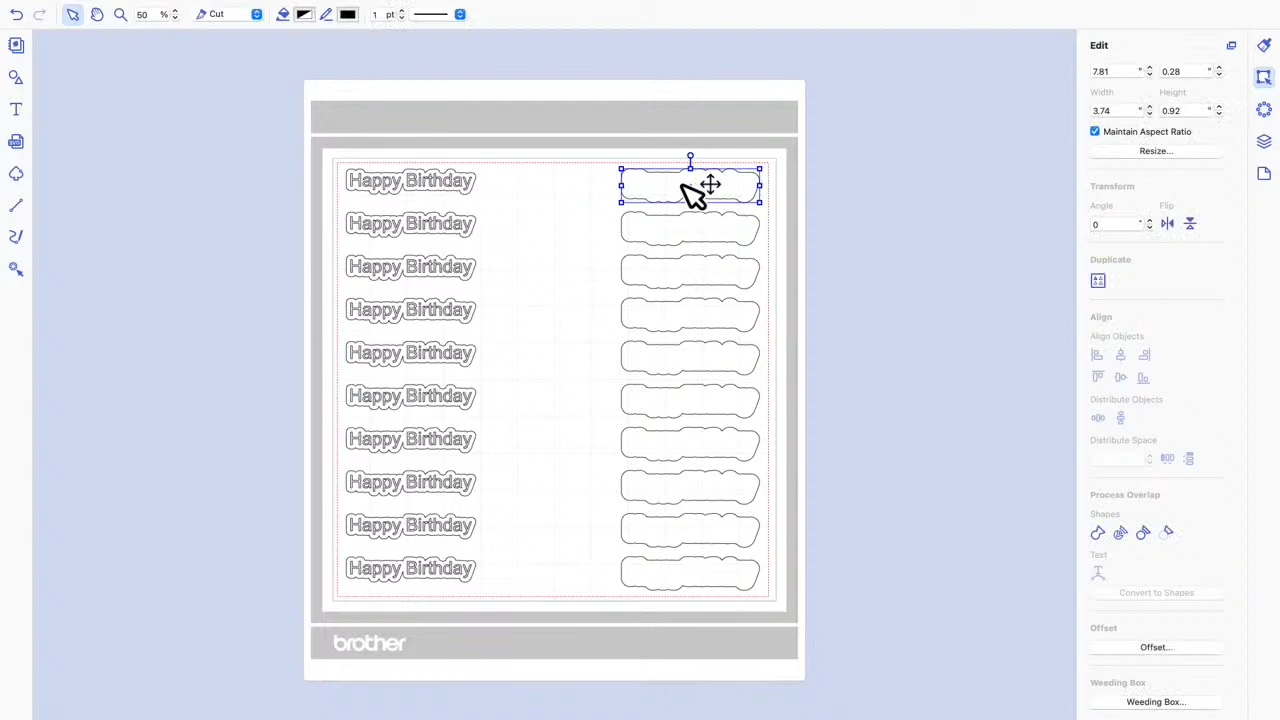 50 % Cut 1 pt
Edit
7.81 " 0.28 "
Width Height
3.74 " 0.92 "
Maintain Aspect Ratio
Resize...
Transform
Angle Flip
0 °
Duplicate
Align
Align Objects
Distribute Objects
Distribute Space
Process Overlap
Shapes
Text
Convert to Shapes
Offset
Offset...
Weeding Box
Weeding Box...
Happy Birthday
Happy Birthday
Happy Birthday
Happy Birthday
Happy Birthday
Happy Birthday
Happy Birthday
Happy Birthday
Happy Birthday
Happy Birthday
brother